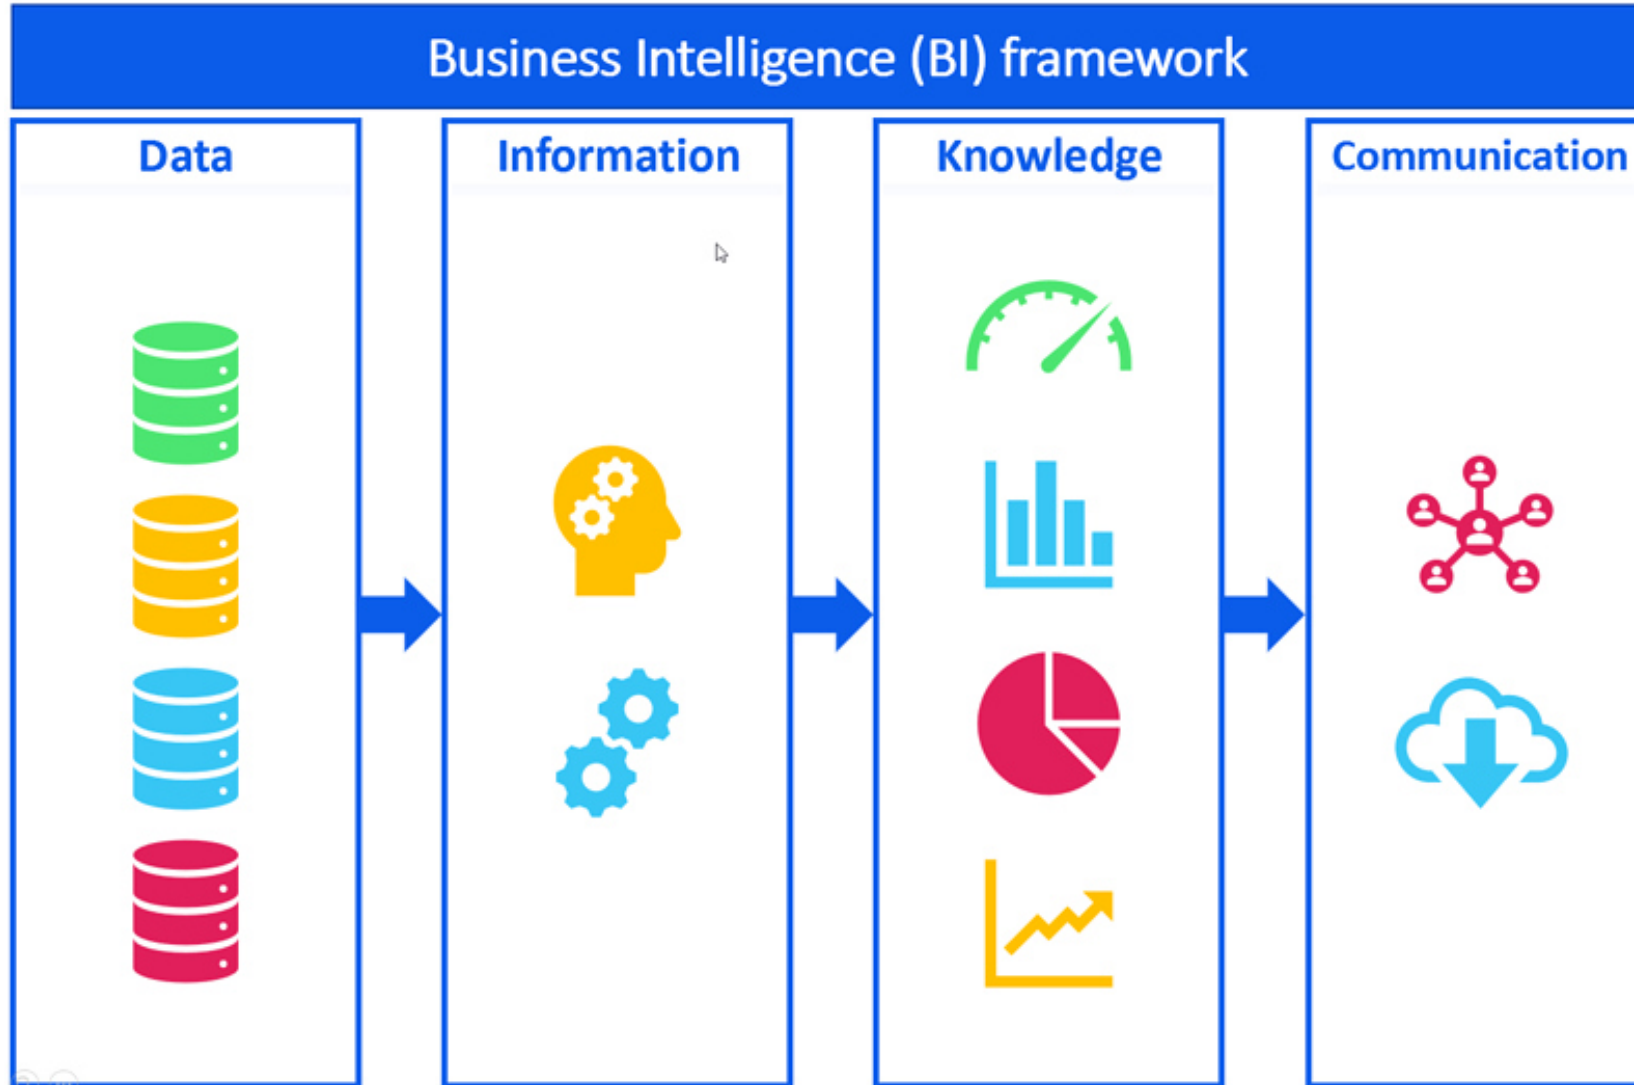 Business Intelligence (BI) framework
Data
Information
Knowledge
Communication